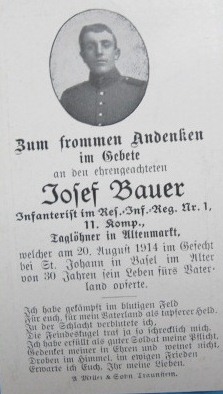 Zum frommen Andenken
im Gebete
an den ehrengeachteten
Josef Bauer
Infanterist im Res.-Inf.-Reg. Nr. 1,
11. Komp.,
Taglöhner in Altenmarkt,
welcher am 20. August 1914 im Gefecht
bei St. Johann in Basel im Alter
von 30 Jahren sein Leben fürs Vater-
land opferte.
Ich hab gekämpft im blutigen Feld
Für euch, für mein Vaterland als tapferer Held.
In der Schlacht verblutete ich,
Die Feindeskugel traf ja so schrecklich mich.
Ich habe erfüllt als guter Soldat meine Pflicht,
Gedenket meiner in Ehren und weinet nicht.
Droben im Himmel, im ewigen Frieden
Erwarte ich Euch, Ihr meine Lieben.
A. Miller & Sohn, Traunstein.